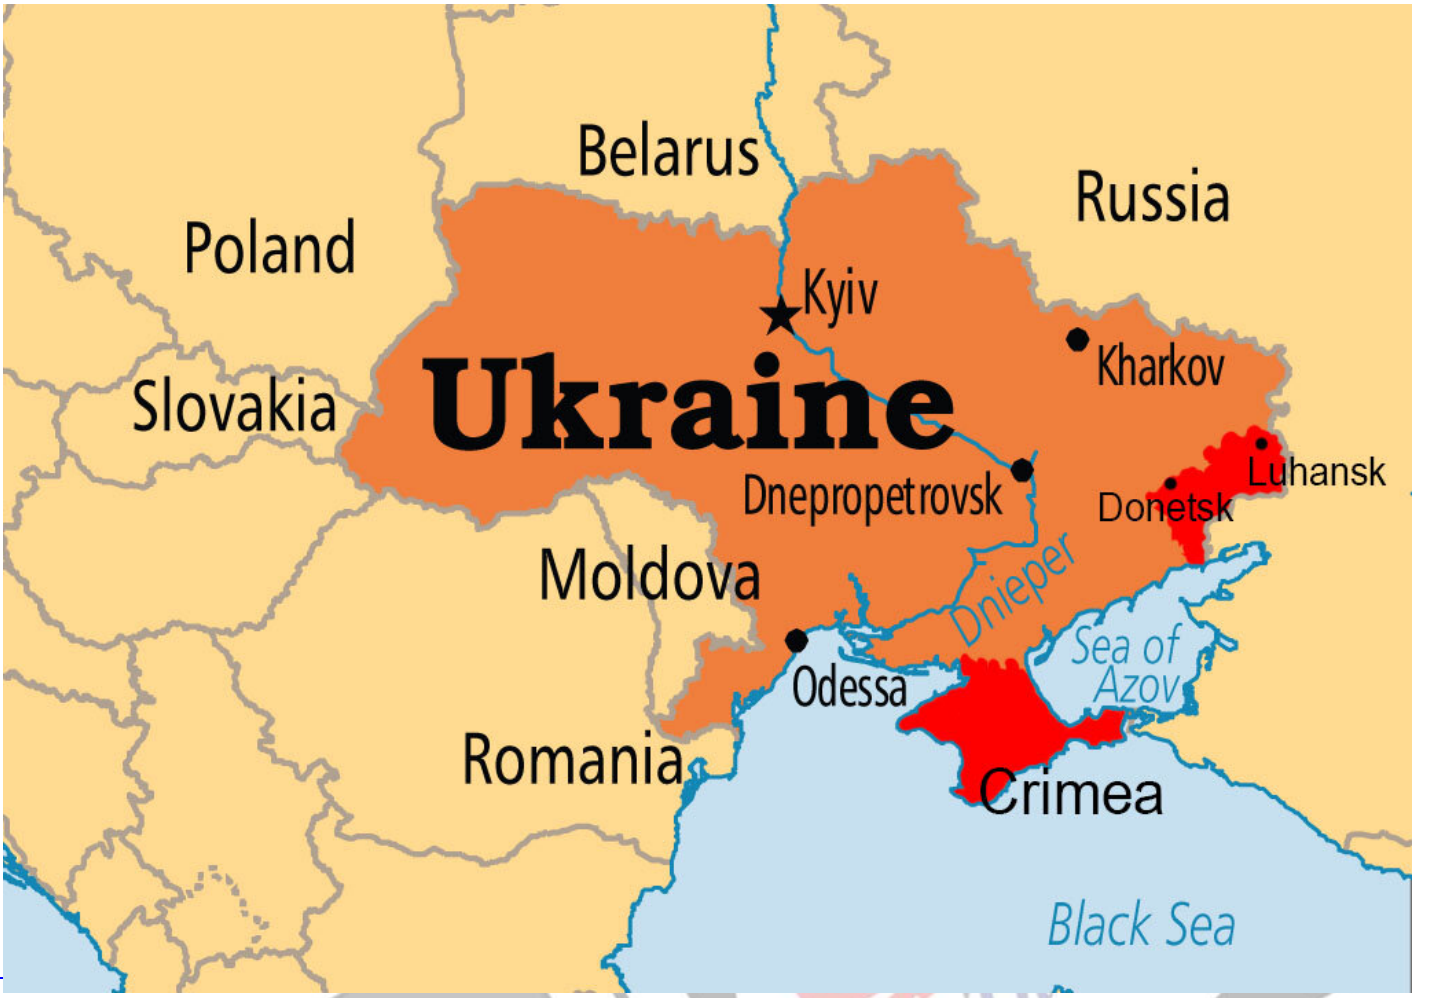 Belarus
Russia
Poland
Kyiv
Kharkov
Ukraine
Slovakia
Luhansk
Dnepropetrovsk
Donetsk
Moldova
Dnieper
Sea of
Azov
Odessa
Romania
Crimea
Black Sea